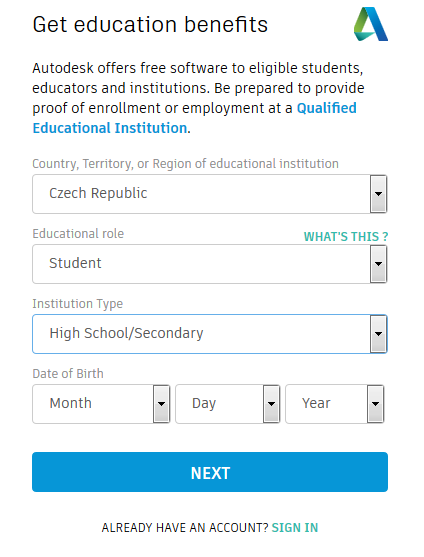 Get education benefits
Autodesk offers free software to eligible students,
educators and institutions. Be prepared to provide
proof of enrollment or employment at a Qualified
Educational Institution.
Country, Territory, or Region of educational institution
Czech Republic
Educational role
WHAT'S THIS ?
Student
Institution Type
High School/Secondary
Date of Birth
Month Day Year
NEXT
ALREADY HAVE AN ACCOUNT? SIGN IN